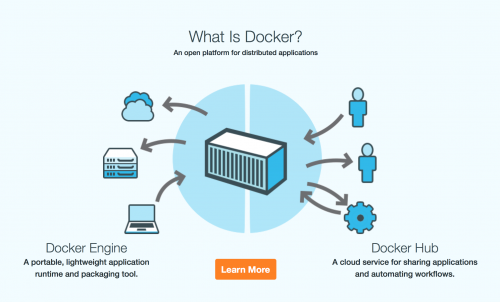 What Is Docker?
An open platform for distributed applications
Docker Engine
A portable, lightweight application
runtime and packaging tool.
Learn More
Docker Hub
A cloud service for sharing applications
and automating workflows.